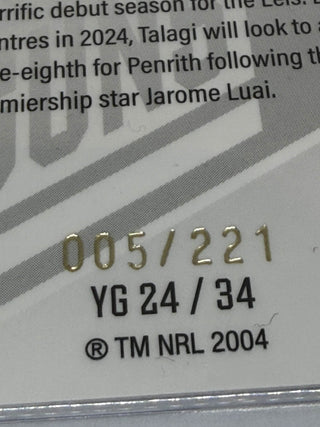 rrific debut season for the Eels.
ntres in 2024, Talagi will look to
e-eighth for Penrith following th
miership star Jarome Luai.
005/221
YG 24 / 34
® TM NRL 2004